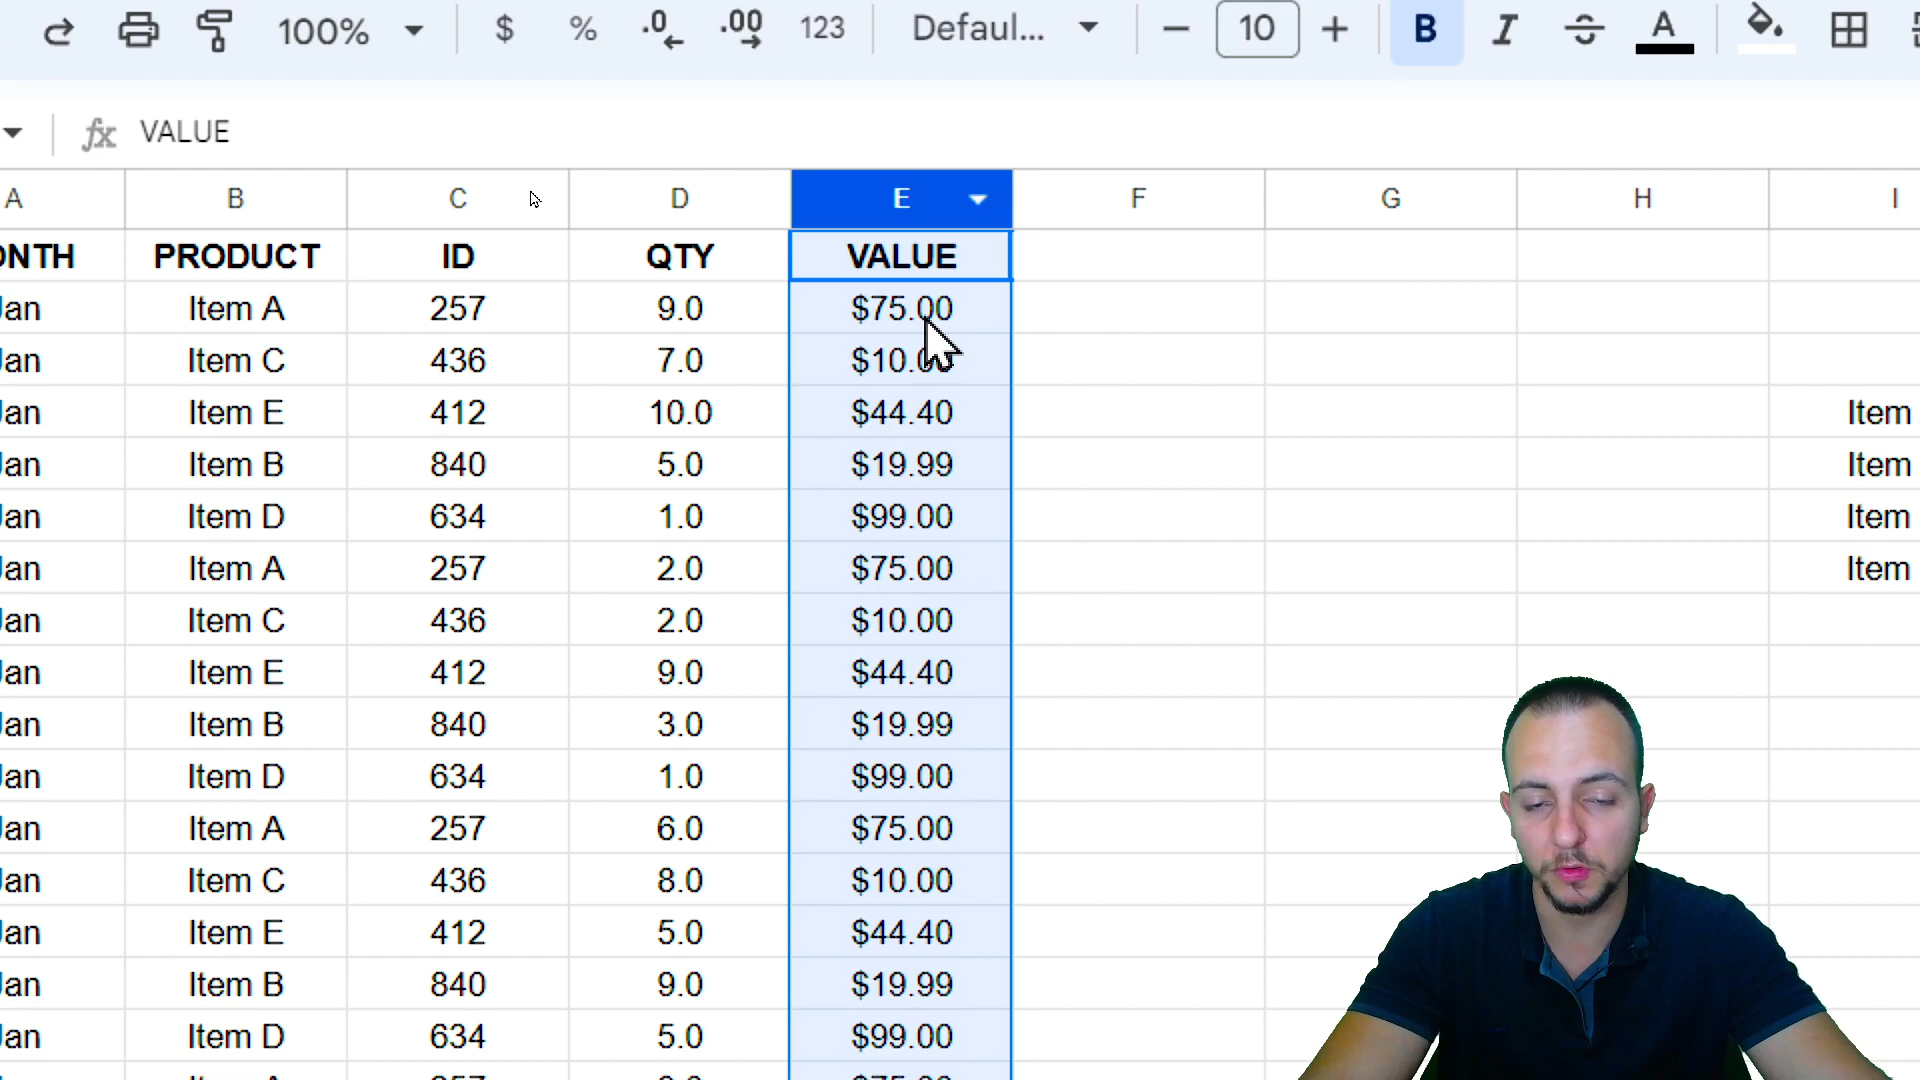 100% $ % .0 .00 123 Defaul... − 10 + B I A
fx VALUE
A B C D E F G H I
ONTH PRODUCT ID QTY VALUE
Jan Item A 257 9.0 $75.00
Jan Item C 436 7.0 $10.00
Jan Item E 412 10.0 $44.40 Item
Jan Item B 840 5.0 $19.99 Item
Jan Item D 634 1.0 $99.00 Item
Jan Item A 257 2.0 $75.00 Item
Jan Item C 436 2.0 $10.00
Jan Item E 412 9.0 $44.40
Jan Item B 840 3.0 $19.99
Jan Item D 634 1.0 $99.00
Jan Item A 257 6.0 $75.00
Jan Item C 436 8.0 $10.00
Jan Item E 412 5.0 $44.40
Jan Item B 840 9.0 $19.99
Jan Item D 634 5.0 $99.00